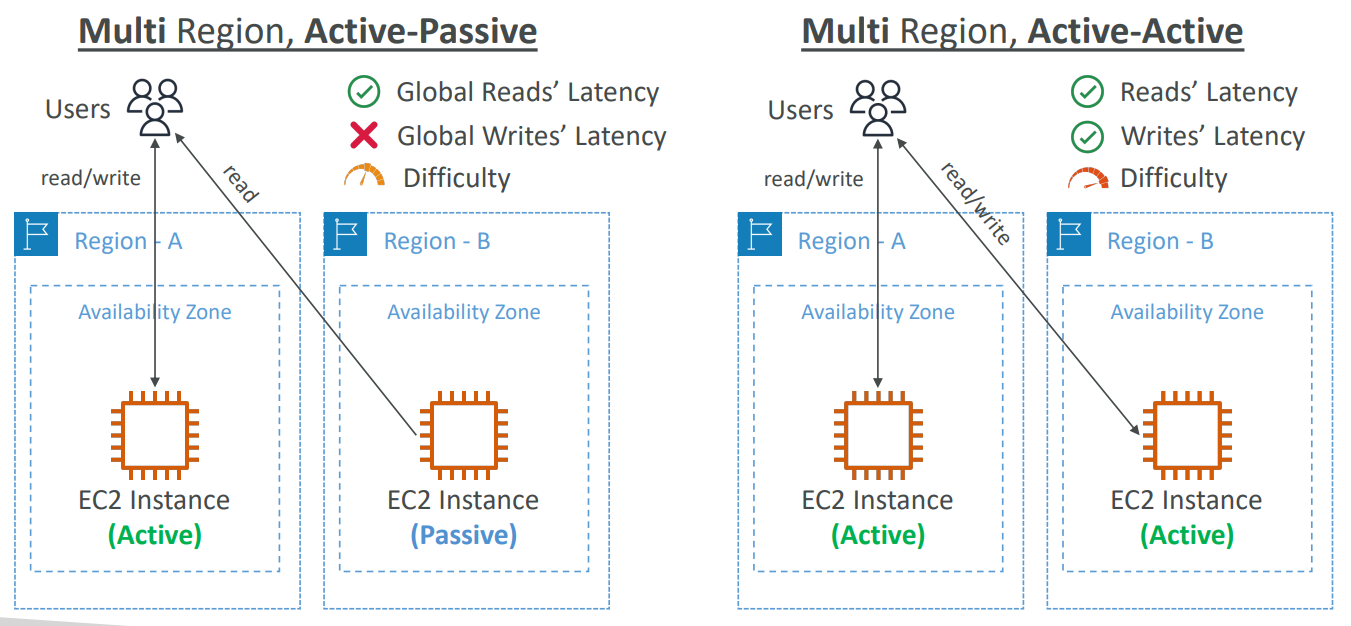 Multi Region, Active-Passive
Users
Global Reads’ Latency
Global Writes’ Latency
Difficulty
read/write
read
Region - A
Availability Zone
EC2 Instance
(Active)
Region - B
Availability Zone
EC2 Instance
(Passive)
Multi Region, Active-Active
Users
Reads’ Latency
Writes’ Latency
Difficulty
read/write
read/write
Region - A
Availability Zone
EC2 Instance
(Active)
Region - B
Availability Zone
EC2 Instance
(Active)